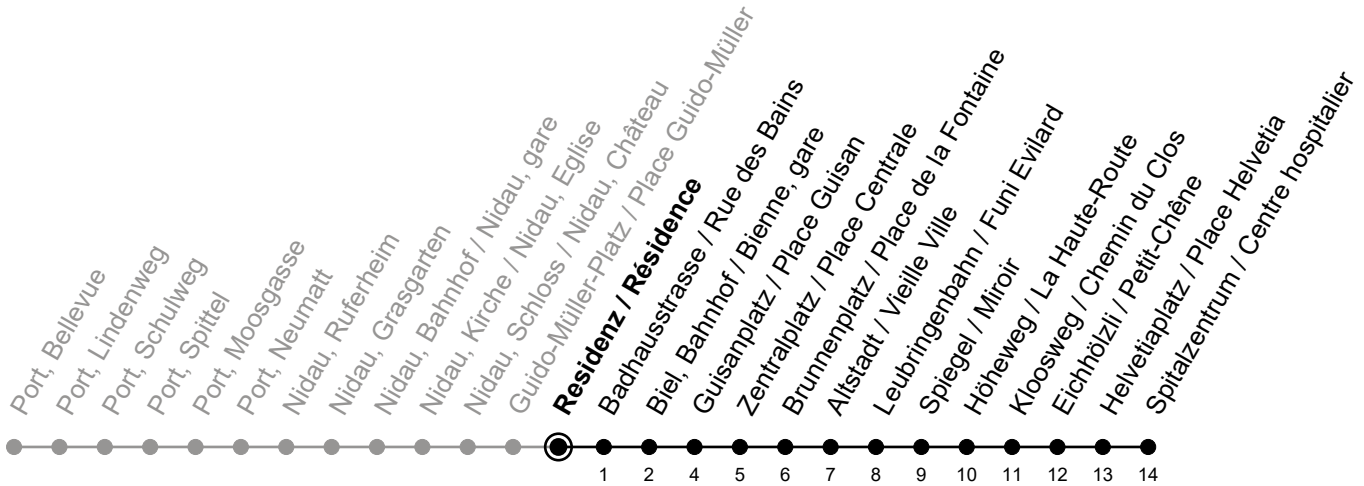 Port, Bellevue
Port, Lindenweg
Port, Schulweg
Port, Spittel
Port, Moosgasse
Port, Neumatt
Nidau, Ruferheim
Nidau, Grasgarten
Nidau, Bahnhof / Nidau, gare
Nidau, Kirche / Nidau, Eglise
Nidau, Schloss / Nidau, Château
Guido-Müller-Platz / Place Guido-Müller
Residenz / Résidence
Badhausstrasse / Rue des Bains
Biel, Bahnhof / Bienne, gare
Guisanplatz / Place Guisan
Zentralplatz / Place Centrale
Brunnenplatz / Place de la Fontaine
Altstadt / Vieille Ville
Leubringenbahn / Funi Evilard
Spiegel / Miroir
Höheweg / La Haute-Route
Kloosweg / Chemin du Clos
Eichhölzli / Petit-Chêne
Helvetiaplatz / Place Helvetia
Spitalzentrum / Centre hospitalier
1 2 4 5 6 7 8 9 10 11 12 13 14